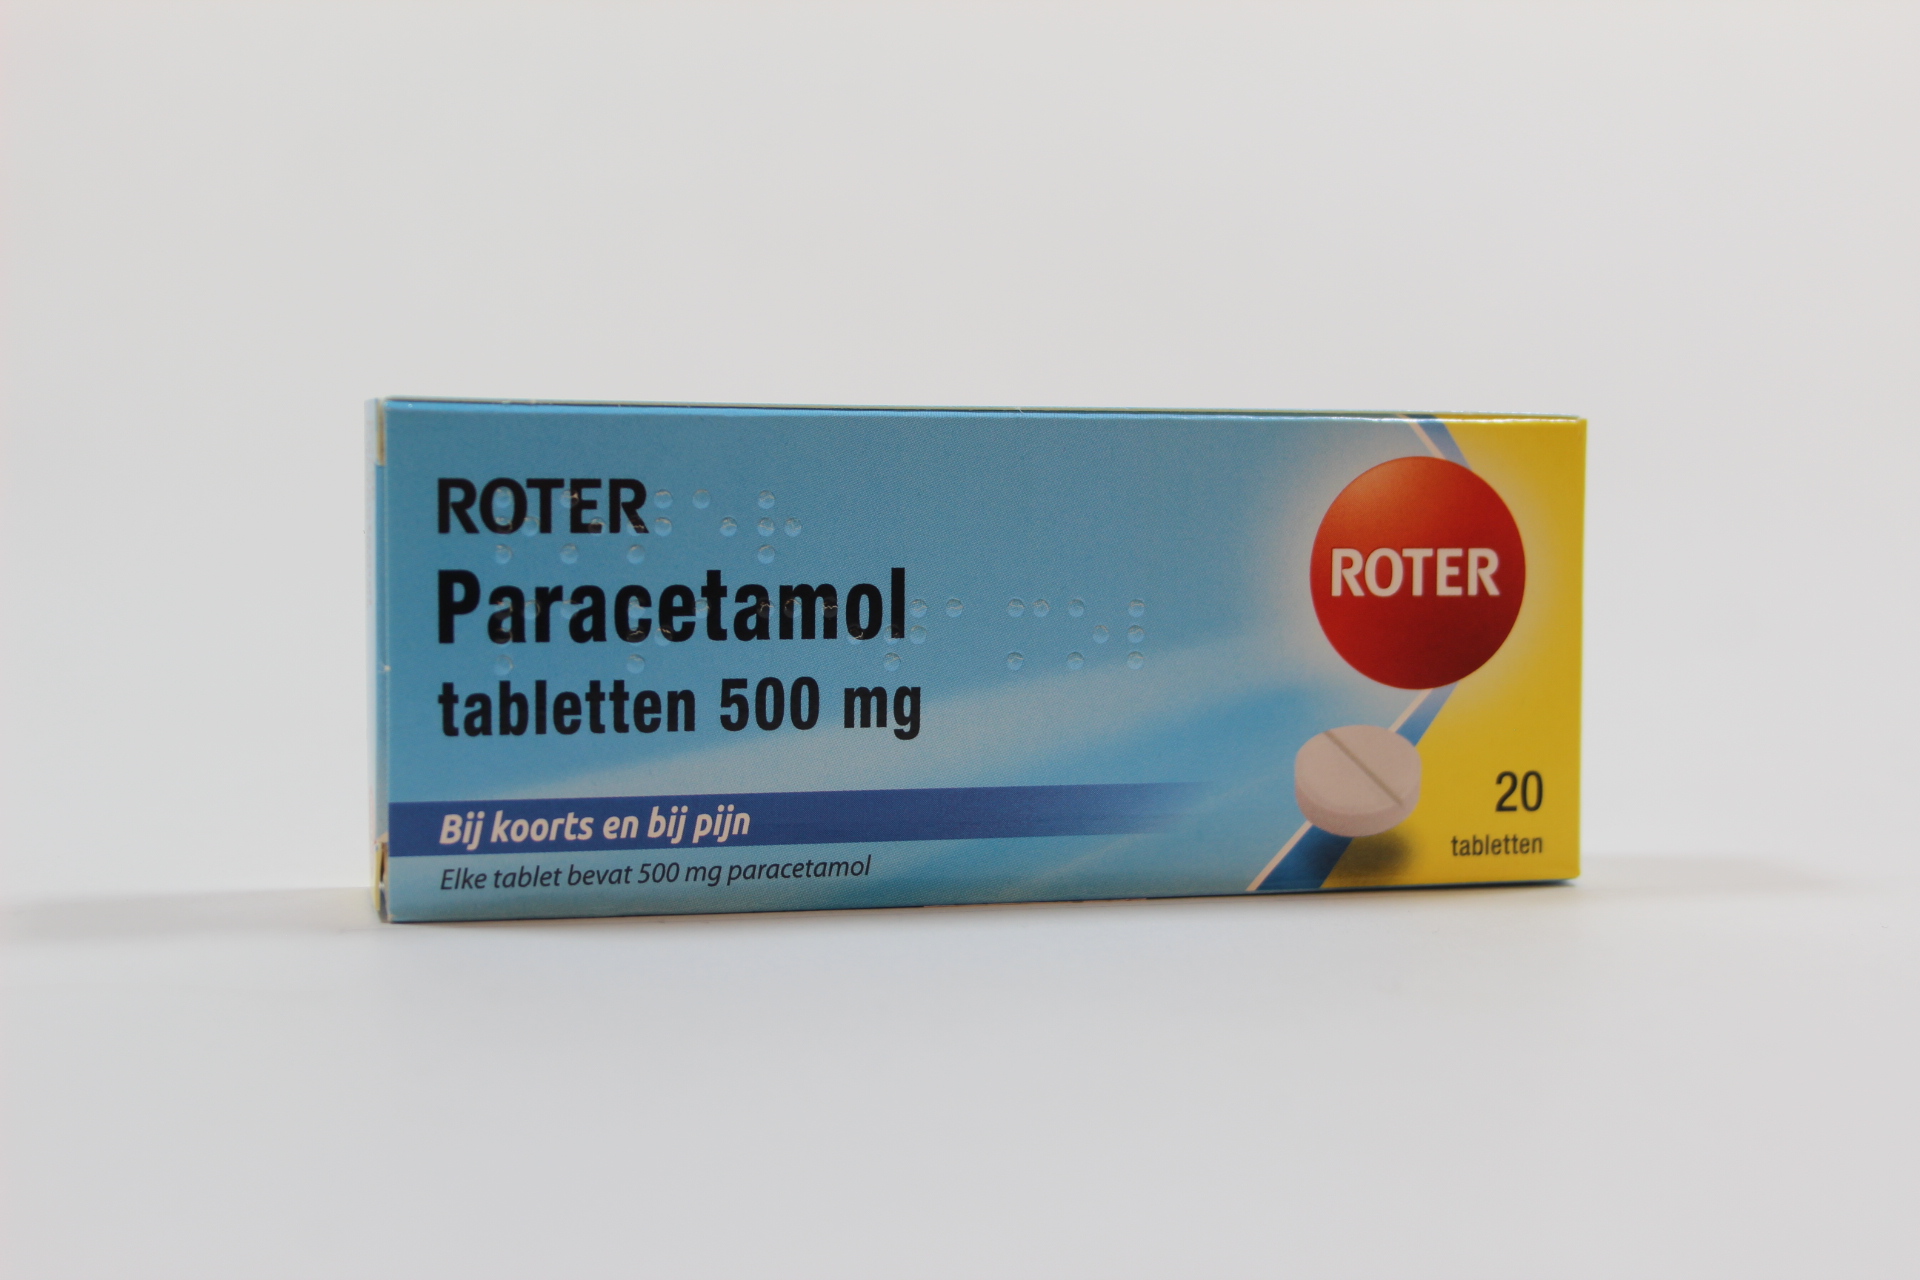 ROTER
Paracetamol
tabletten 500 mg
Bij koorts en bij pijn
Elke tablet bevat 500 mg paracetamol
ROTER
20
tabletten